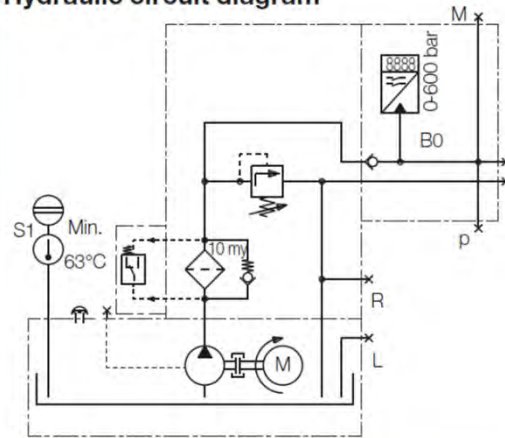 Hydraulic circuit diagram
M
8888
0-600 bar
B0
S1
Min.
63°C
10 my
p
R
L
M